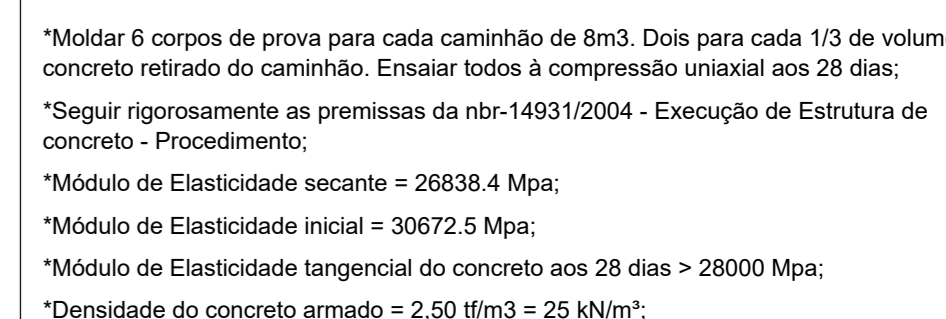 *Moldar 6 corpos de prova para cada caminhão de 8m3. Dois para cada 1/3 de volum
concreto retirado do caminhão. Ensaiar todos à compressão uniaxial aos 28 dias;
*Seguir rigorosamente as premissas da nbr-14931/2004 - Execução de Estrutura de
concreto - Procedimento;
*Módulo de Elasticidade secante = 26838.4 Mpa;
*Módulo de Elasticidade inicial = 30672.5 Mpa;
*Módulo de Elasticidade tangencial do concreto aos 28 dias > 28000 Mpa;
*Densidade do concreto armado = 2,50 tf/m3 = 25 kN/m³;